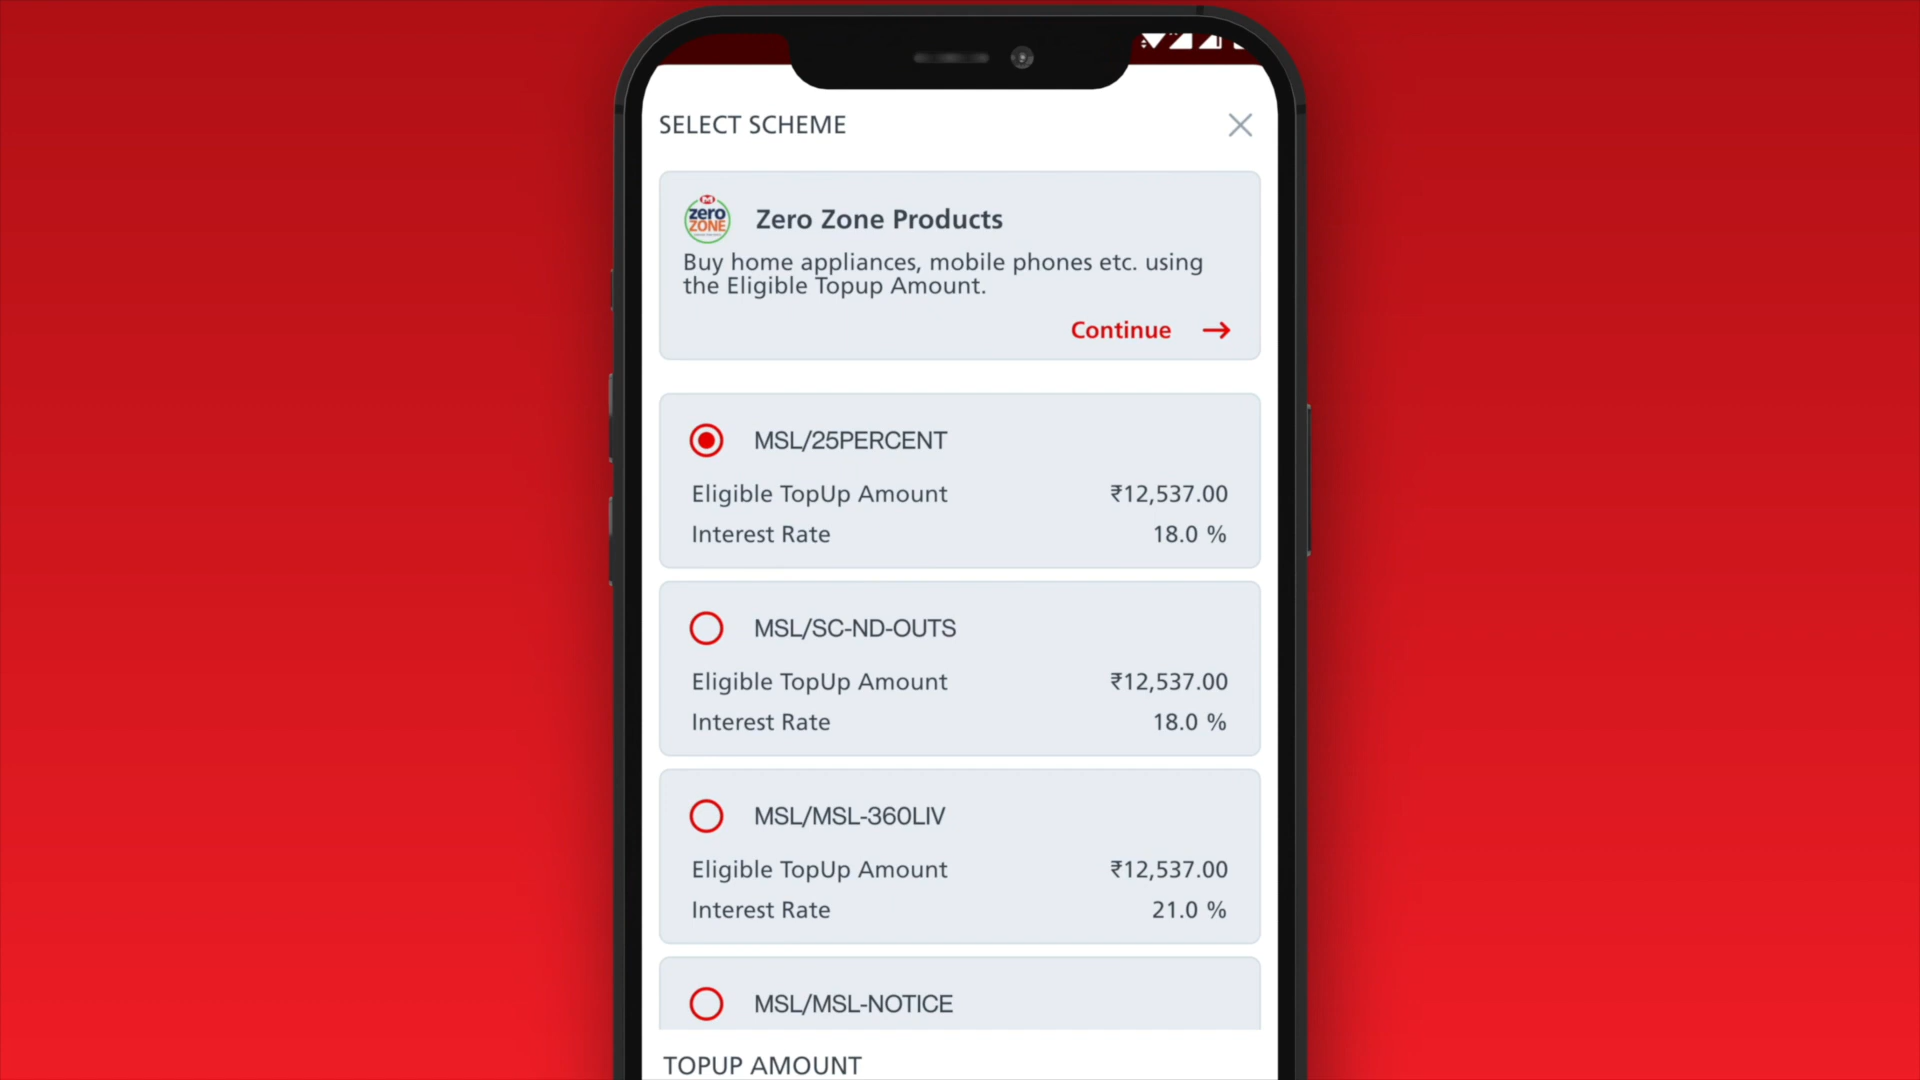 SELECT SCHEME
zero
ZONE
Zero Zone Products
Buy home appliances, mobile phones etc. using
the Eligible Topup Amount.
Continue
MSL/25PERCENT
Eligible TopUp Amount ₹12,537.00
Interest Rate 18.0 %
MSL/SC-ND-OUTS
Eligible TopUp Amount ₹12,537.00
Interest Rate 18.0 %
MSL/MSL-360LIV
Eligible TopUp Amount ₹12,537.00
Interest Rate 21.0 %
MSL/MSL-NOTICE
TOPUP AMOUNT